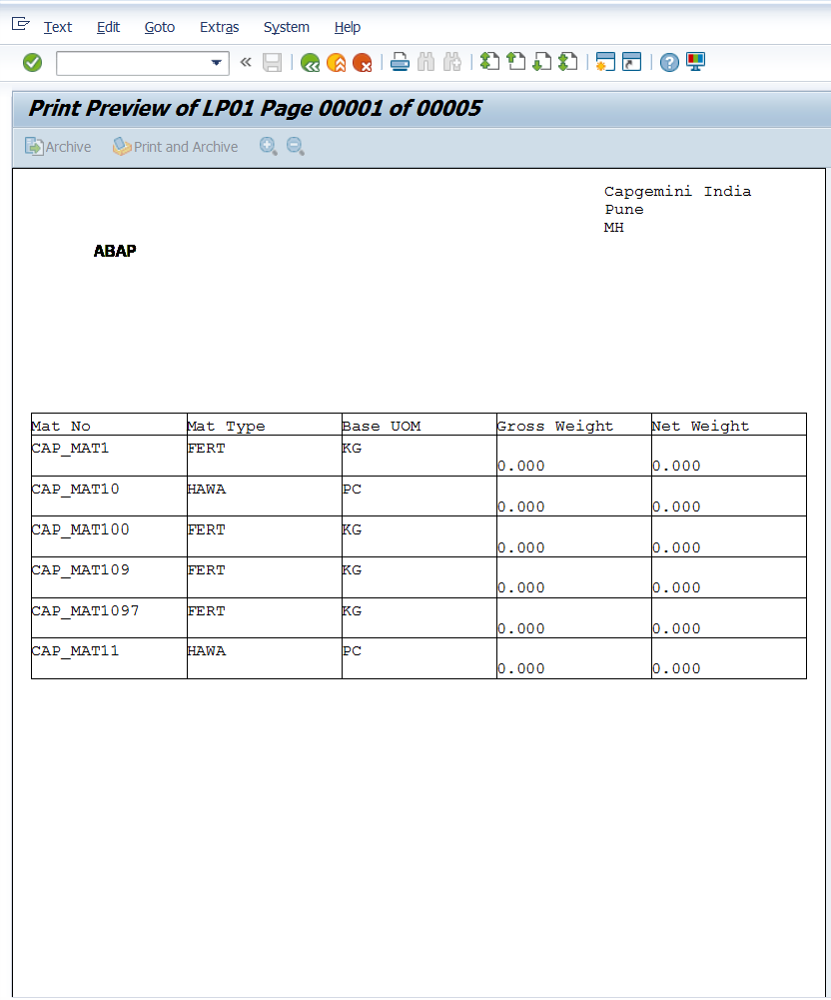 Text Edit Goto Extras System Help
Print Preview of LP01 Page 00001 of 00005
Archive Print and Archive
Capgemini India
Pune
MH
ABAP
Mat No Mat Type Base UOM Gross Weight Net Weight
CAP_MAT1 FERT KG
0.000 0.000
CAP_MAT10 HAWA PC
0.000 0.000
CAP_MAT100 FERT KG
0.000 0.000
CAP_MAT109 FERT KG
0.000 0.000
CAP_MAT1097 FERT KG
0.000 0.000
CAP_MAT11 HAWA PC
0.000 0.000